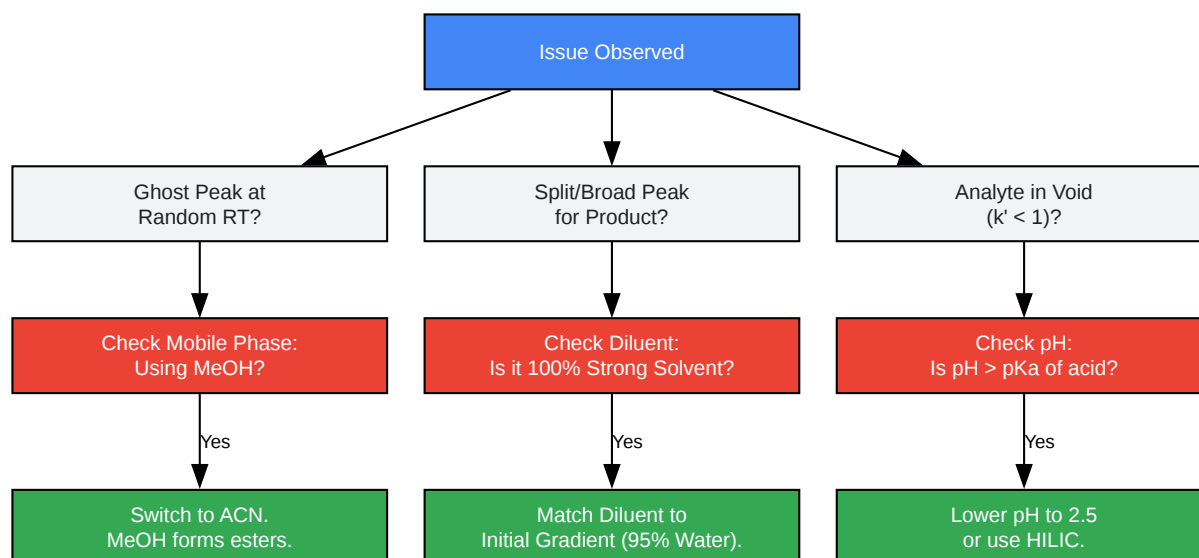 Issue Observed
Ghost Peak at
Random RT?
Split/Broad Peak
for Product?
Analyte in Void
(k' < 1)?
Check Mobile Phase:
Using MeOH?
Check Diluent:
Is it 100% Strong Solvent?
Check pH:
Is pH > pKa of acid?
Yes
Yes
Yes
Switch to ACN.
MeOH forms esters.
Match Diluent to
Initial Gradient (95% Water).
Lower pH to 2.5
or use HILIC.